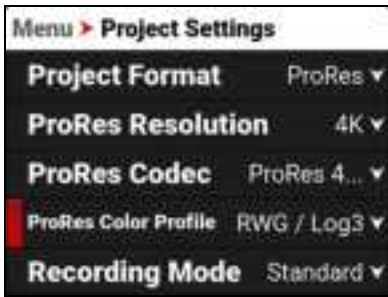 Menu ➤ Project Settings
Project Format ProRes ▼
ProRes Resolution 4K ▼
ProRes Codec ProRes 4... ▼
ProRes Color Profile RWG / Log3 ▼
Recording Mode Standard ▼